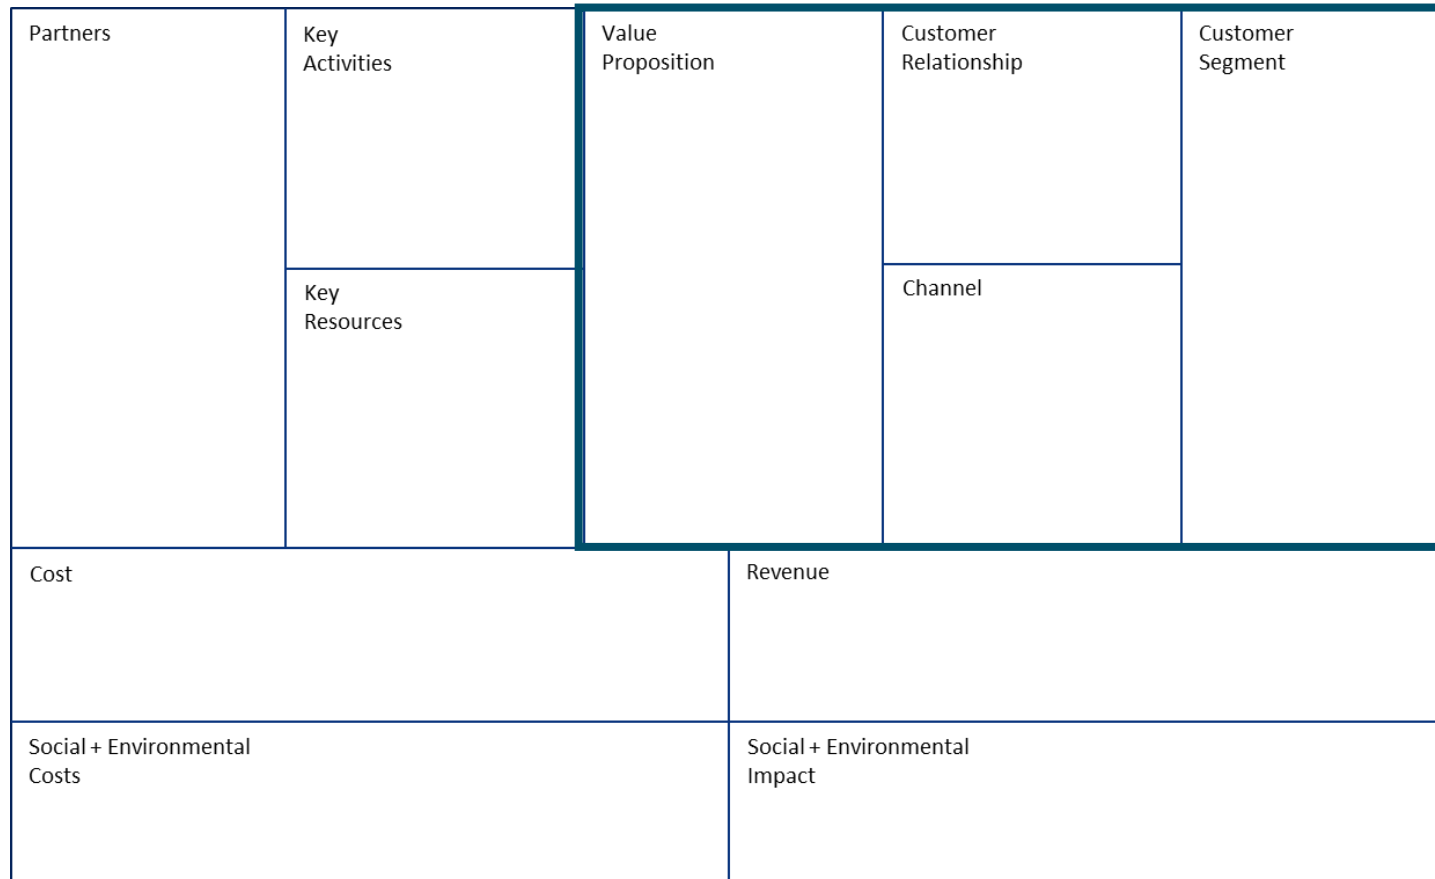 Partners
Key
Activities
Key
Resources
Value
Proposition
Customer
Relationship
Channel
Customer
Segment
Cost
Revenue
Social + Environmental
Costs
Social + Environmental
Impact